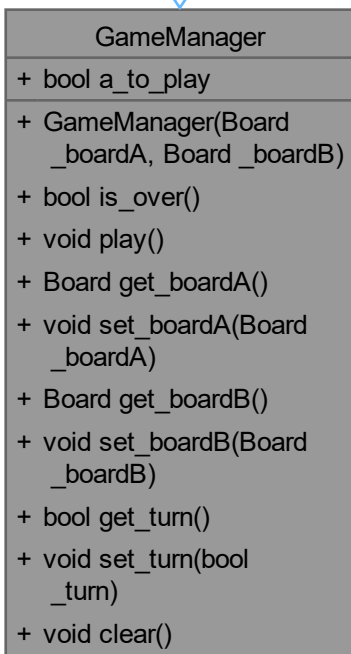 GameManager
+ bool a_to_play
+ GameManager(Board
_boardA, Board _boardB)
+ bool is_over()
+ void play()
+ Board get_boardA()
+ void set_boardA(Board
_boardA)
+ Board get_boardB()
+ void set_boardB(Board
_boardB)
+ bool get_turn()
+ void set_turn(bool
_turn)
+ void clear()